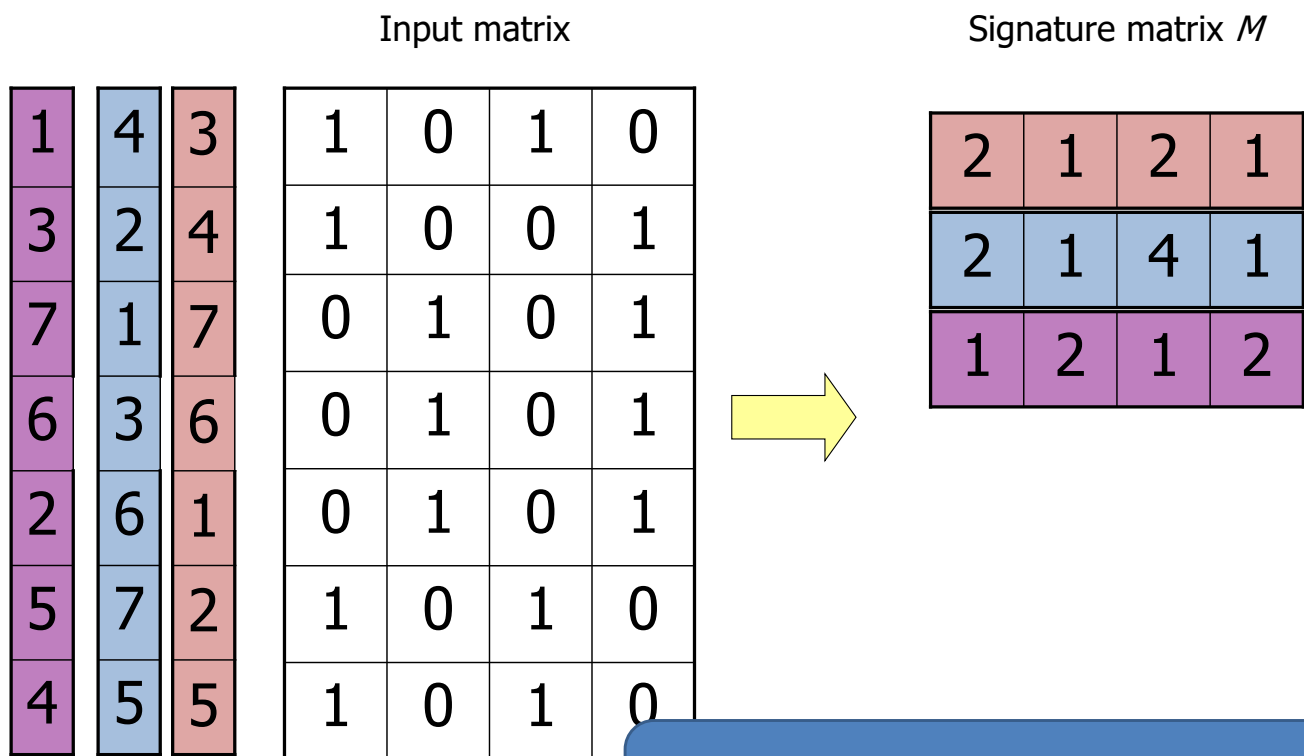 Input matrix Signature matrix M
1 4 3 1 0 1 0
2 1 2 1
3 2 4 1 0 0 1
2 1 4 1
7 1 7 0 1 0 1
1 2 1 2
6 3 6 0 1 0 1
2 6 1 0 1 0 1
5 7 2 1 0 1 0
4 5 5 1 0 1 0